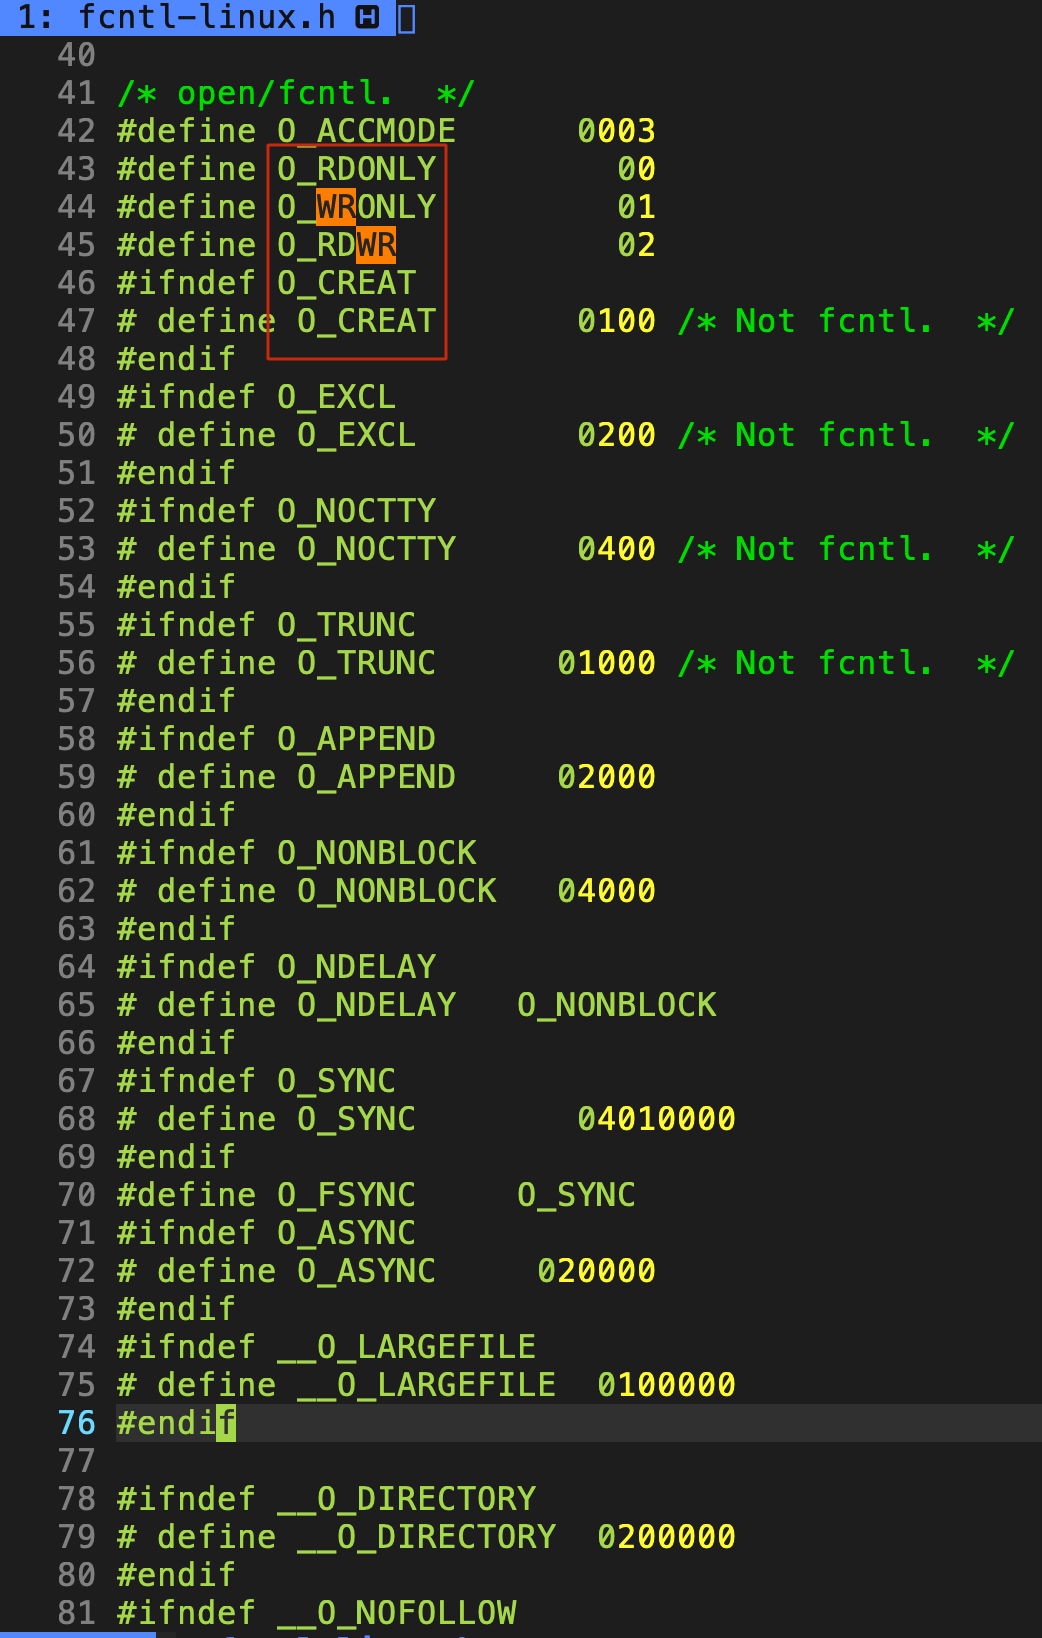 1: fcntl-linux.h H
40
41 /* open/fcntl.  */
42 #define O_ACCMODE      0003
43 #define O_RDONLY         00
44 #define O_WRONLY         01
45 #define O_RDWR           02
46 #ifndef O_CREAT
47 # define O_CREAT       0100 /* Not fcntl.  */
48 #endif
49 #ifndef O_EXCL
50 # define O_EXCL        0200 /* Not fcntl.  */
51 #endif
52 #ifndef O_NOCTTY
53 # define O_NOCTTY      0400 /* Not fcntl.  */
54 #endif
55 #ifndef O_TRUNC
56 # define O_TRUNC      01000 /* Not fcntl.  */
57 #endif
58 #ifndef O_APPEND
59 # define O_APPEND     02000
60 #endif
61 #ifndef O_NONBLOCK
62 # define O_NONBLOCK   04000
63 #endif
64 #ifndef O_NDELAY
65 # define O_NDELAY   O_NONBLOCK
66 #endif
67 #ifndef O_SYNC
68 # define O_SYNC        04010000
69 #endif
70 #define O_FSYNC     O_SYNC
71 #ifndef O_ASYNC
72 # define O_ASYNC     020000
73 #endif
74 #ifndef __O_LARGEFILE
75 # define __O_LARGEFILE  0100000
76 #endif
77
78 #ifndef __O_DIRECTORY
79 # define __O_DIRECTORY  0200000
80 #endif
81 #ifndef __O_NOFOLLOW